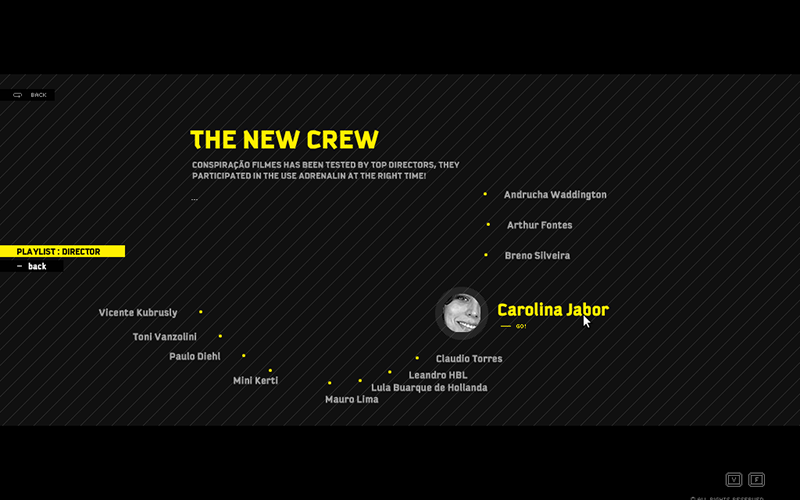 BACK
THE NEW CREW
CONSPIRAÇÃO FILMES HAS BEEN TESTED BY TOP DIRECTORS, THEY
PARTICIPATED IN THE USE ADRENALIN AT THE RIGHT TIME!
...
Andrucha Waddington
Arthur Fontes
PLAYLIST : DIRECTOR
Breno Silveira
— back
Carolina Jabor
Vicente Kubrusly
— GO!
Toni Vanzolini
Paulo Diehl
Claudio Torres
Mini Kerti
Leandro HBL
Lula Buarque de Hollanda
Mauro Lima
V F
© ALL RIGHTS RESERVED